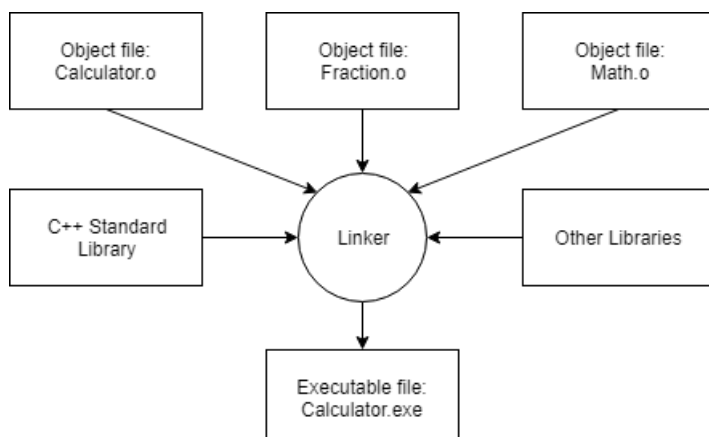 Object file:
Calculator.o
Object file:
Fraction.o
Object file:
Math.o
C++ Standard
Library
Linker
Other Libraries
Executable file:
Calculator.exe